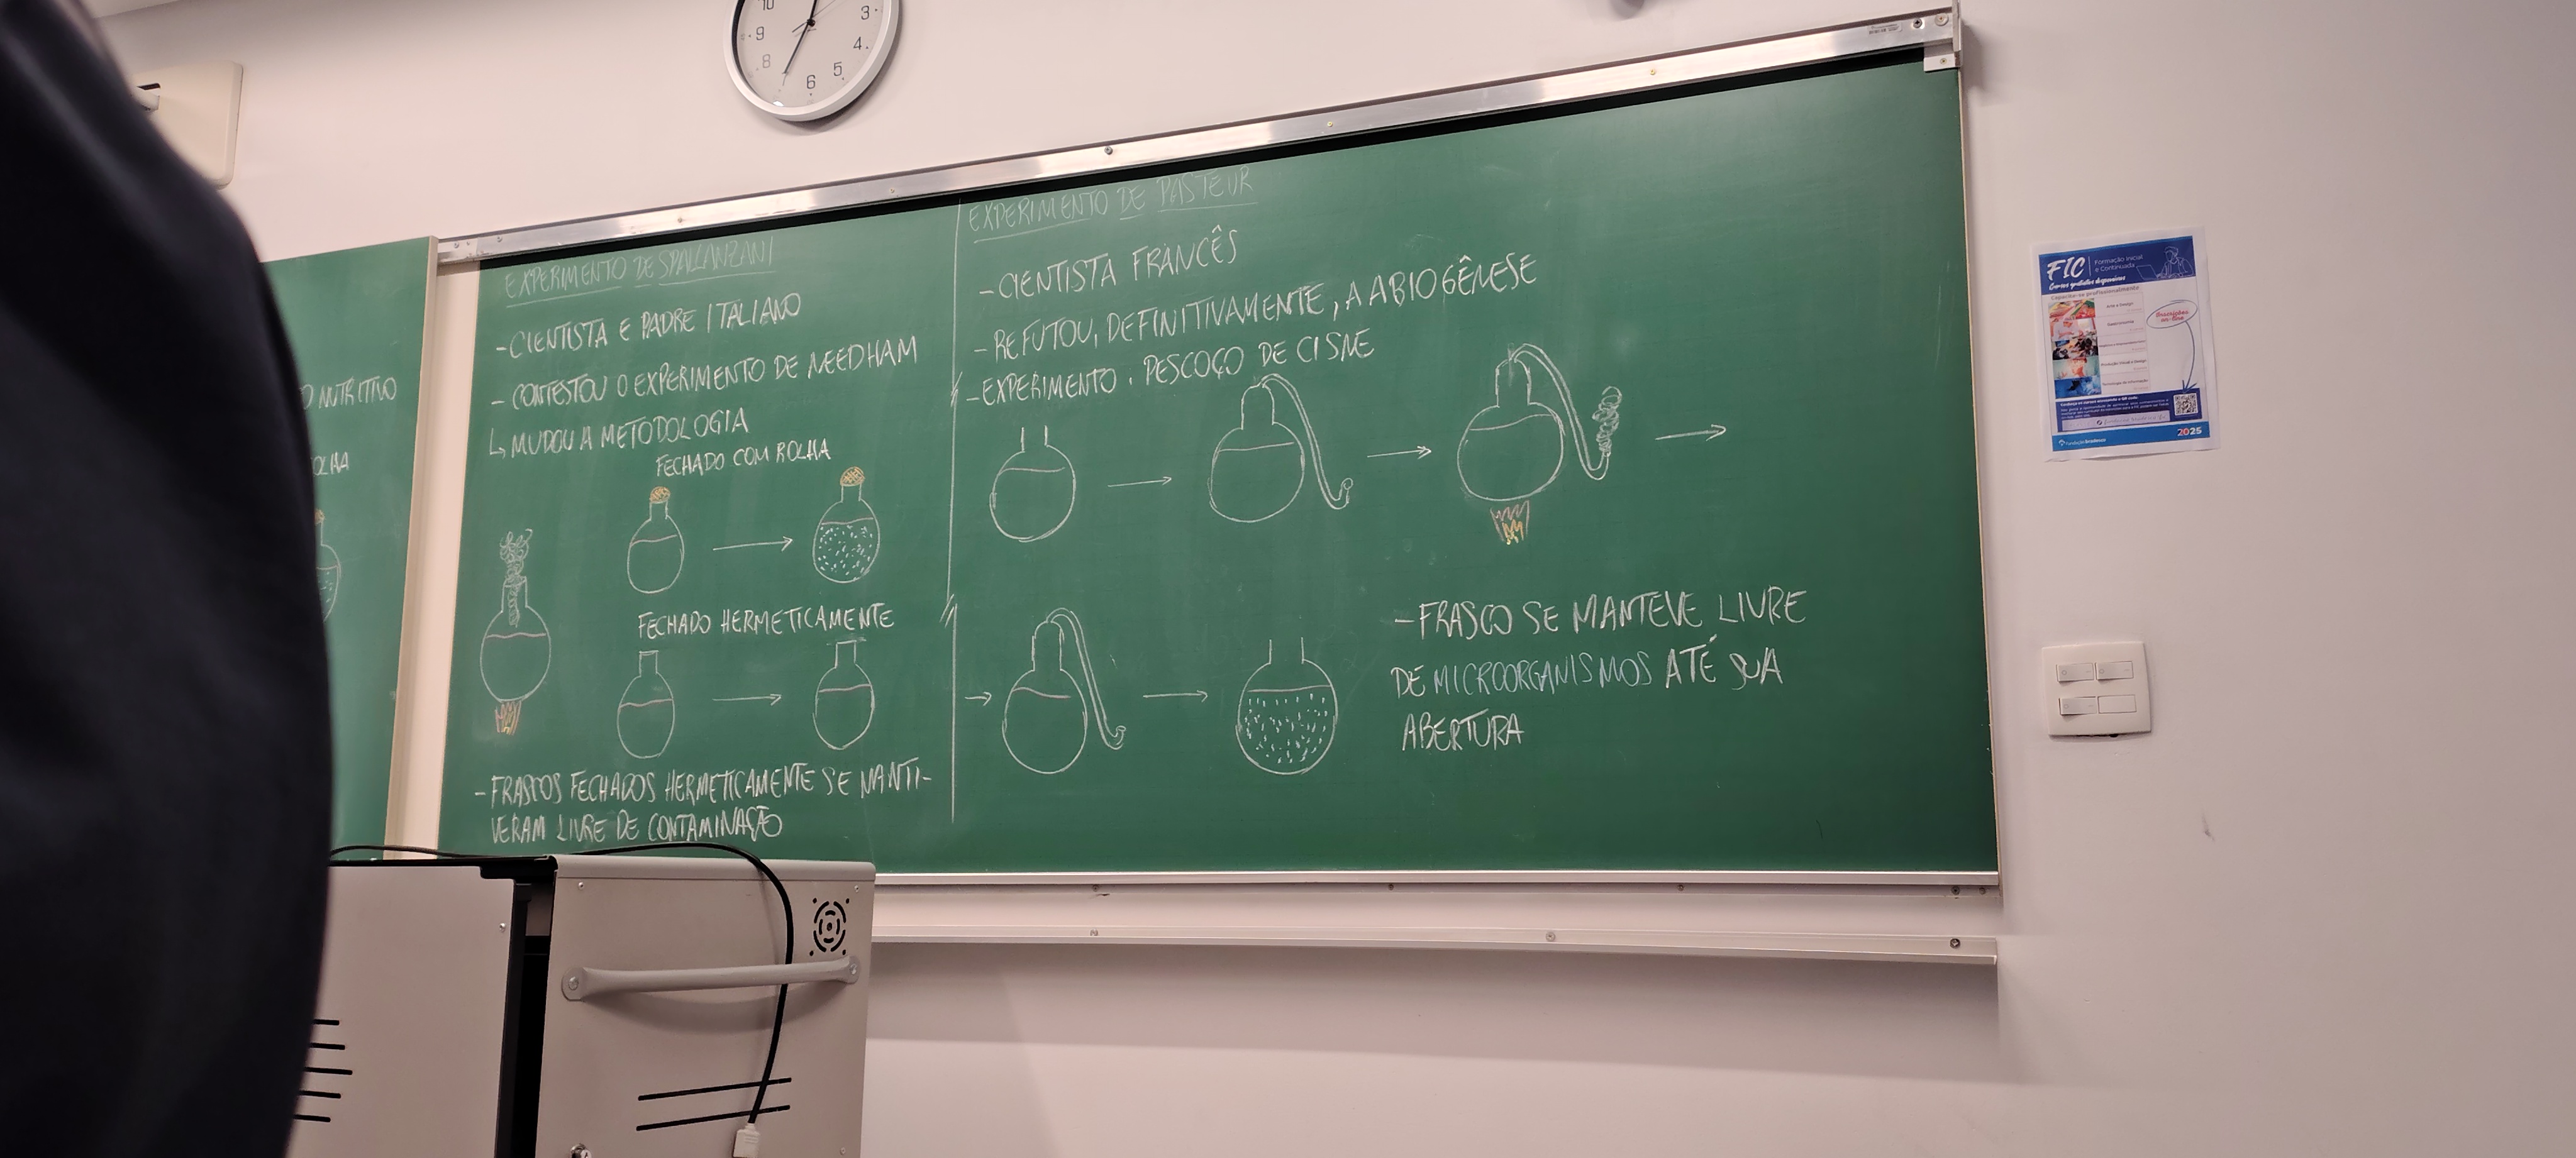 10
3
9
4
8
5
6
O NUTRITIVO
OLHA
EXPERIMENTO DE SPALLANZANI
- CIENTISTA E PADRE ITALIANO
- CONTESTOU O EXPERIMENTO DE NEEDHAM
↳ MUDOU A METODOLOGIA
FECHADO COM ROLHA
FECHADO HERMETICAMENTE
- FRASCOS FECHADOS HERMETICAMENTE SE MANTI-
VERAM LIVRE DE CONTAMINAÇÃO
EXPERIMENTO DE PASTEUR
- CIENTISTA FRANCÊS
- REFUTOU, DEFINITIVAMENTE, A ABIOGÊNESE
- EXPERIMENTO: PESCOÇO DE CISNE
- FRASCO SE MANTEVE LIVRE
DE MICROORGANISMOS ATÉ SUA
ABERTURA
FIC
Formação Inicial
e Continuada
Cursos gratuitos disponíveis
Capacite-se profissionalmente
Inscrições
on-line
Fundação Bradesco
2025